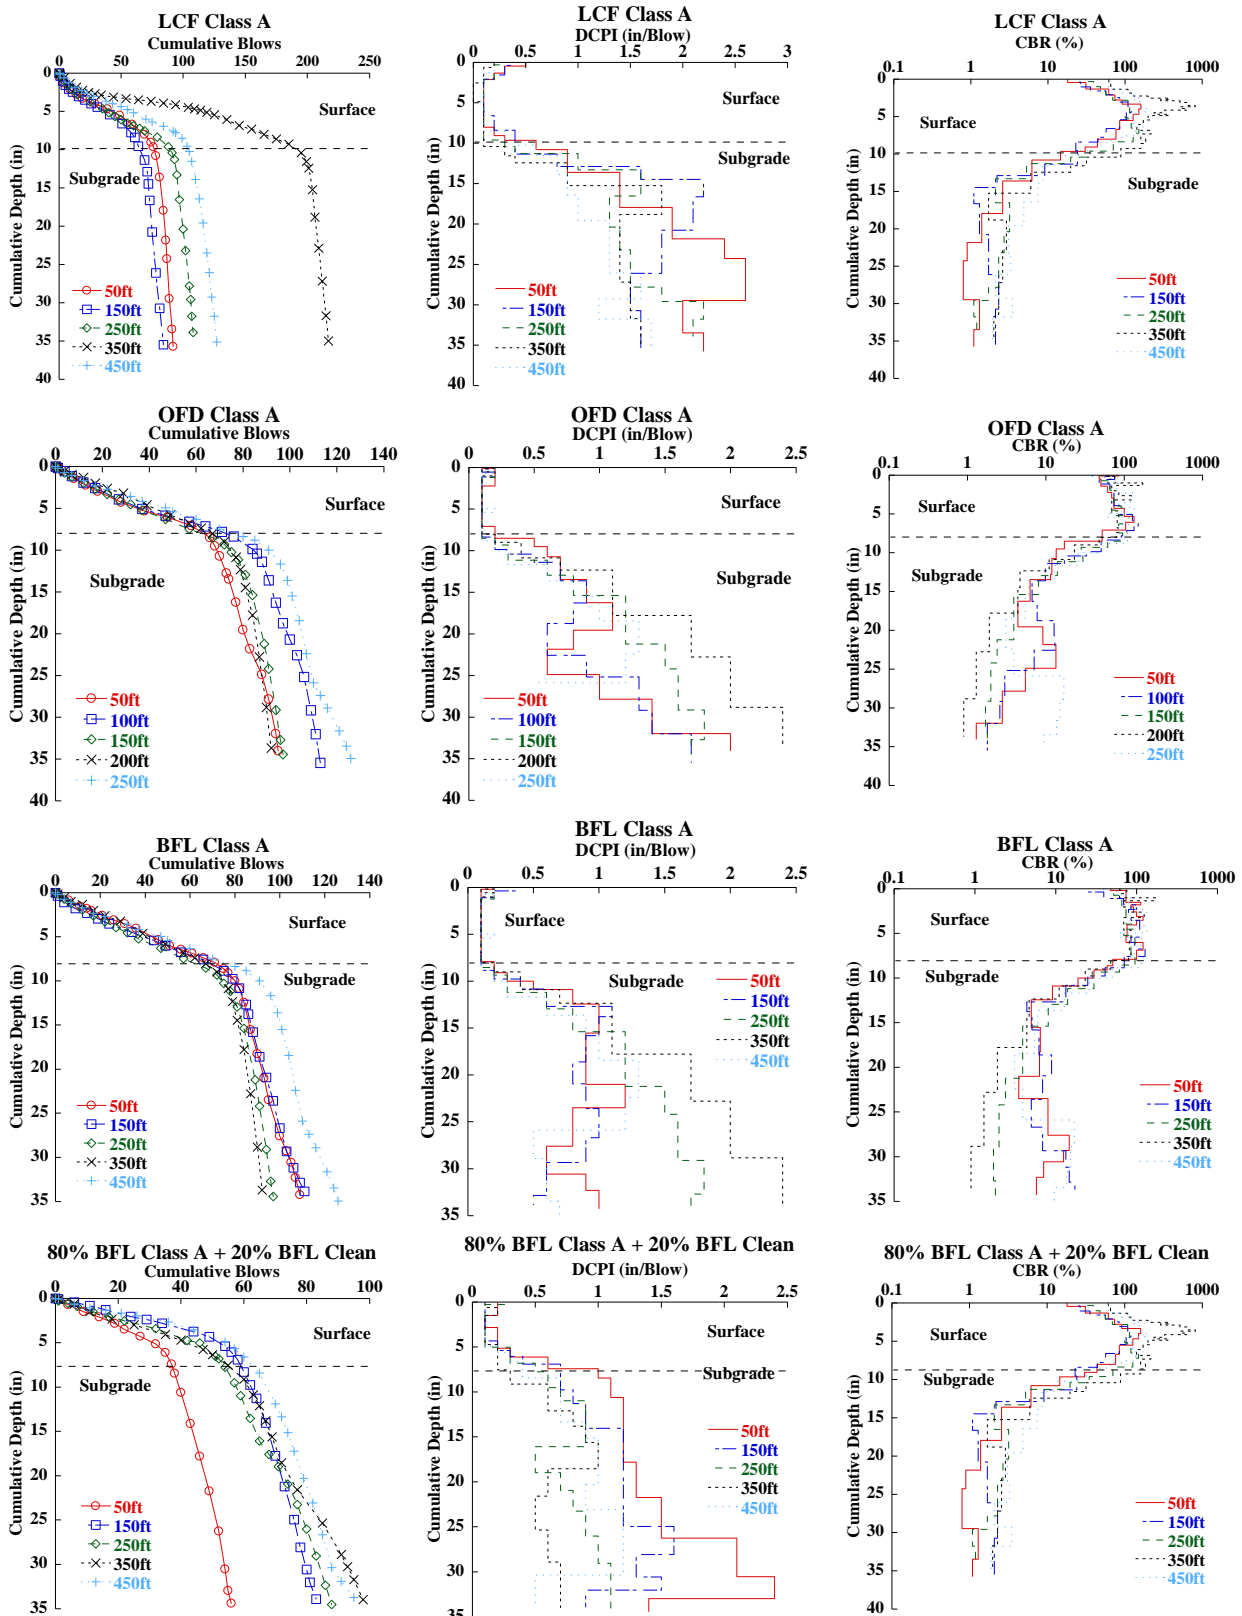 LCF Class A
Cumulative Blows
0 50 100 150 200 250
0
5
10
15
20
25
30
35
40
Cumulative Depth (in)
Surface
Subgrade
50ft
150ft
250ft
350ft
450ft
LCF Class A
DCPI (in/Blow)
0 0.5 1 1.5 2 2.5 3
0
5
10
15
20
25
30
35
40
Cumulative Depth (in)
Surface
Subgrade
50ft
150ft
250ft
350ft
450ft
LCF Class A
CBR (%)
0.1 1 10 100 1000
0
5
10
15
20
25
30
35
40
Cumulative Depth (in)
Surface
Subgrade
50ft
150ft
250ft
350ft
450ft
OFD Class A
Cumulative Blows
0 20 40 60 80 100 120 140
0
5
10
15
20
25
30
35
40
Cumulative Depth (in)
Surface
Subgrade
50ft
100ft
150ft
200ft
250ft
OFD Class A
DCPI (in/Blow)
0 0.5 1 1.5 2 2.5
0
5
10
15
20
25
30
35
40
Cumulative Depth (in)
Surface
Subgrade
50ft
100ft
150ft
200ft
250ft
OFD Class A
CBR (%)
0.1 1 10 100 1000
0
5
10
15
20
25
30
35
40
Cumulative Depth (in)
Surface
Subgrade
50ft
100ft
150ft
200ft
250ft
BFL Class A
Cumulative Blows
0 20 40 60 80 100 120 140
0
5
10
15
20
25
30
35
Cumulative Depth (in)
Surface
Subgrade
50ft
150ft
250ft
350ft
450ft
BFL Class A
DCPI (in/Blow)
0 0.5 1 1.5 2 2.5
0
5
10
15
20
25
30
35
Cumulative Depth (in)
Surface
Subgrade
50ft
150ft
250ft
350ft
450ft
BFL Class A
CBR (%)
0.1 1 10 100 1000
0
5
10
15
20
25
30
35
Cumulative Depth (in)
Surface
Subgrade
50ft
150ft
250ft
350ft
450ft
80% BFL Class A + 20% BFL Clean
Cumulative Blows
0 20 40 60 80 100
0
5
10
15
20
25
30
35
Cumulative Depth (in)
Surface
Subgrade
50ft
150ft
250ft
350ft
450ft
80% BFL Class A + 20% BFL Clean
DCPI (in/Blow)
0 0.5 1 1.5 2 2.5
0
5
10
15
20
25
30
35
Cumulative Depth (in)
Surface
Subgrade
50ft
150ft
250ft
350ft
450ft
80% BFL Class A + 20% BFL Clean
CBR (%)
0.1 1 10 100 1000
0
5
10
15
20
25
30
35
40
Cumulative Depth (in)
Surface
Subgrade
50ft
150ft
250ft
350ft
450ft